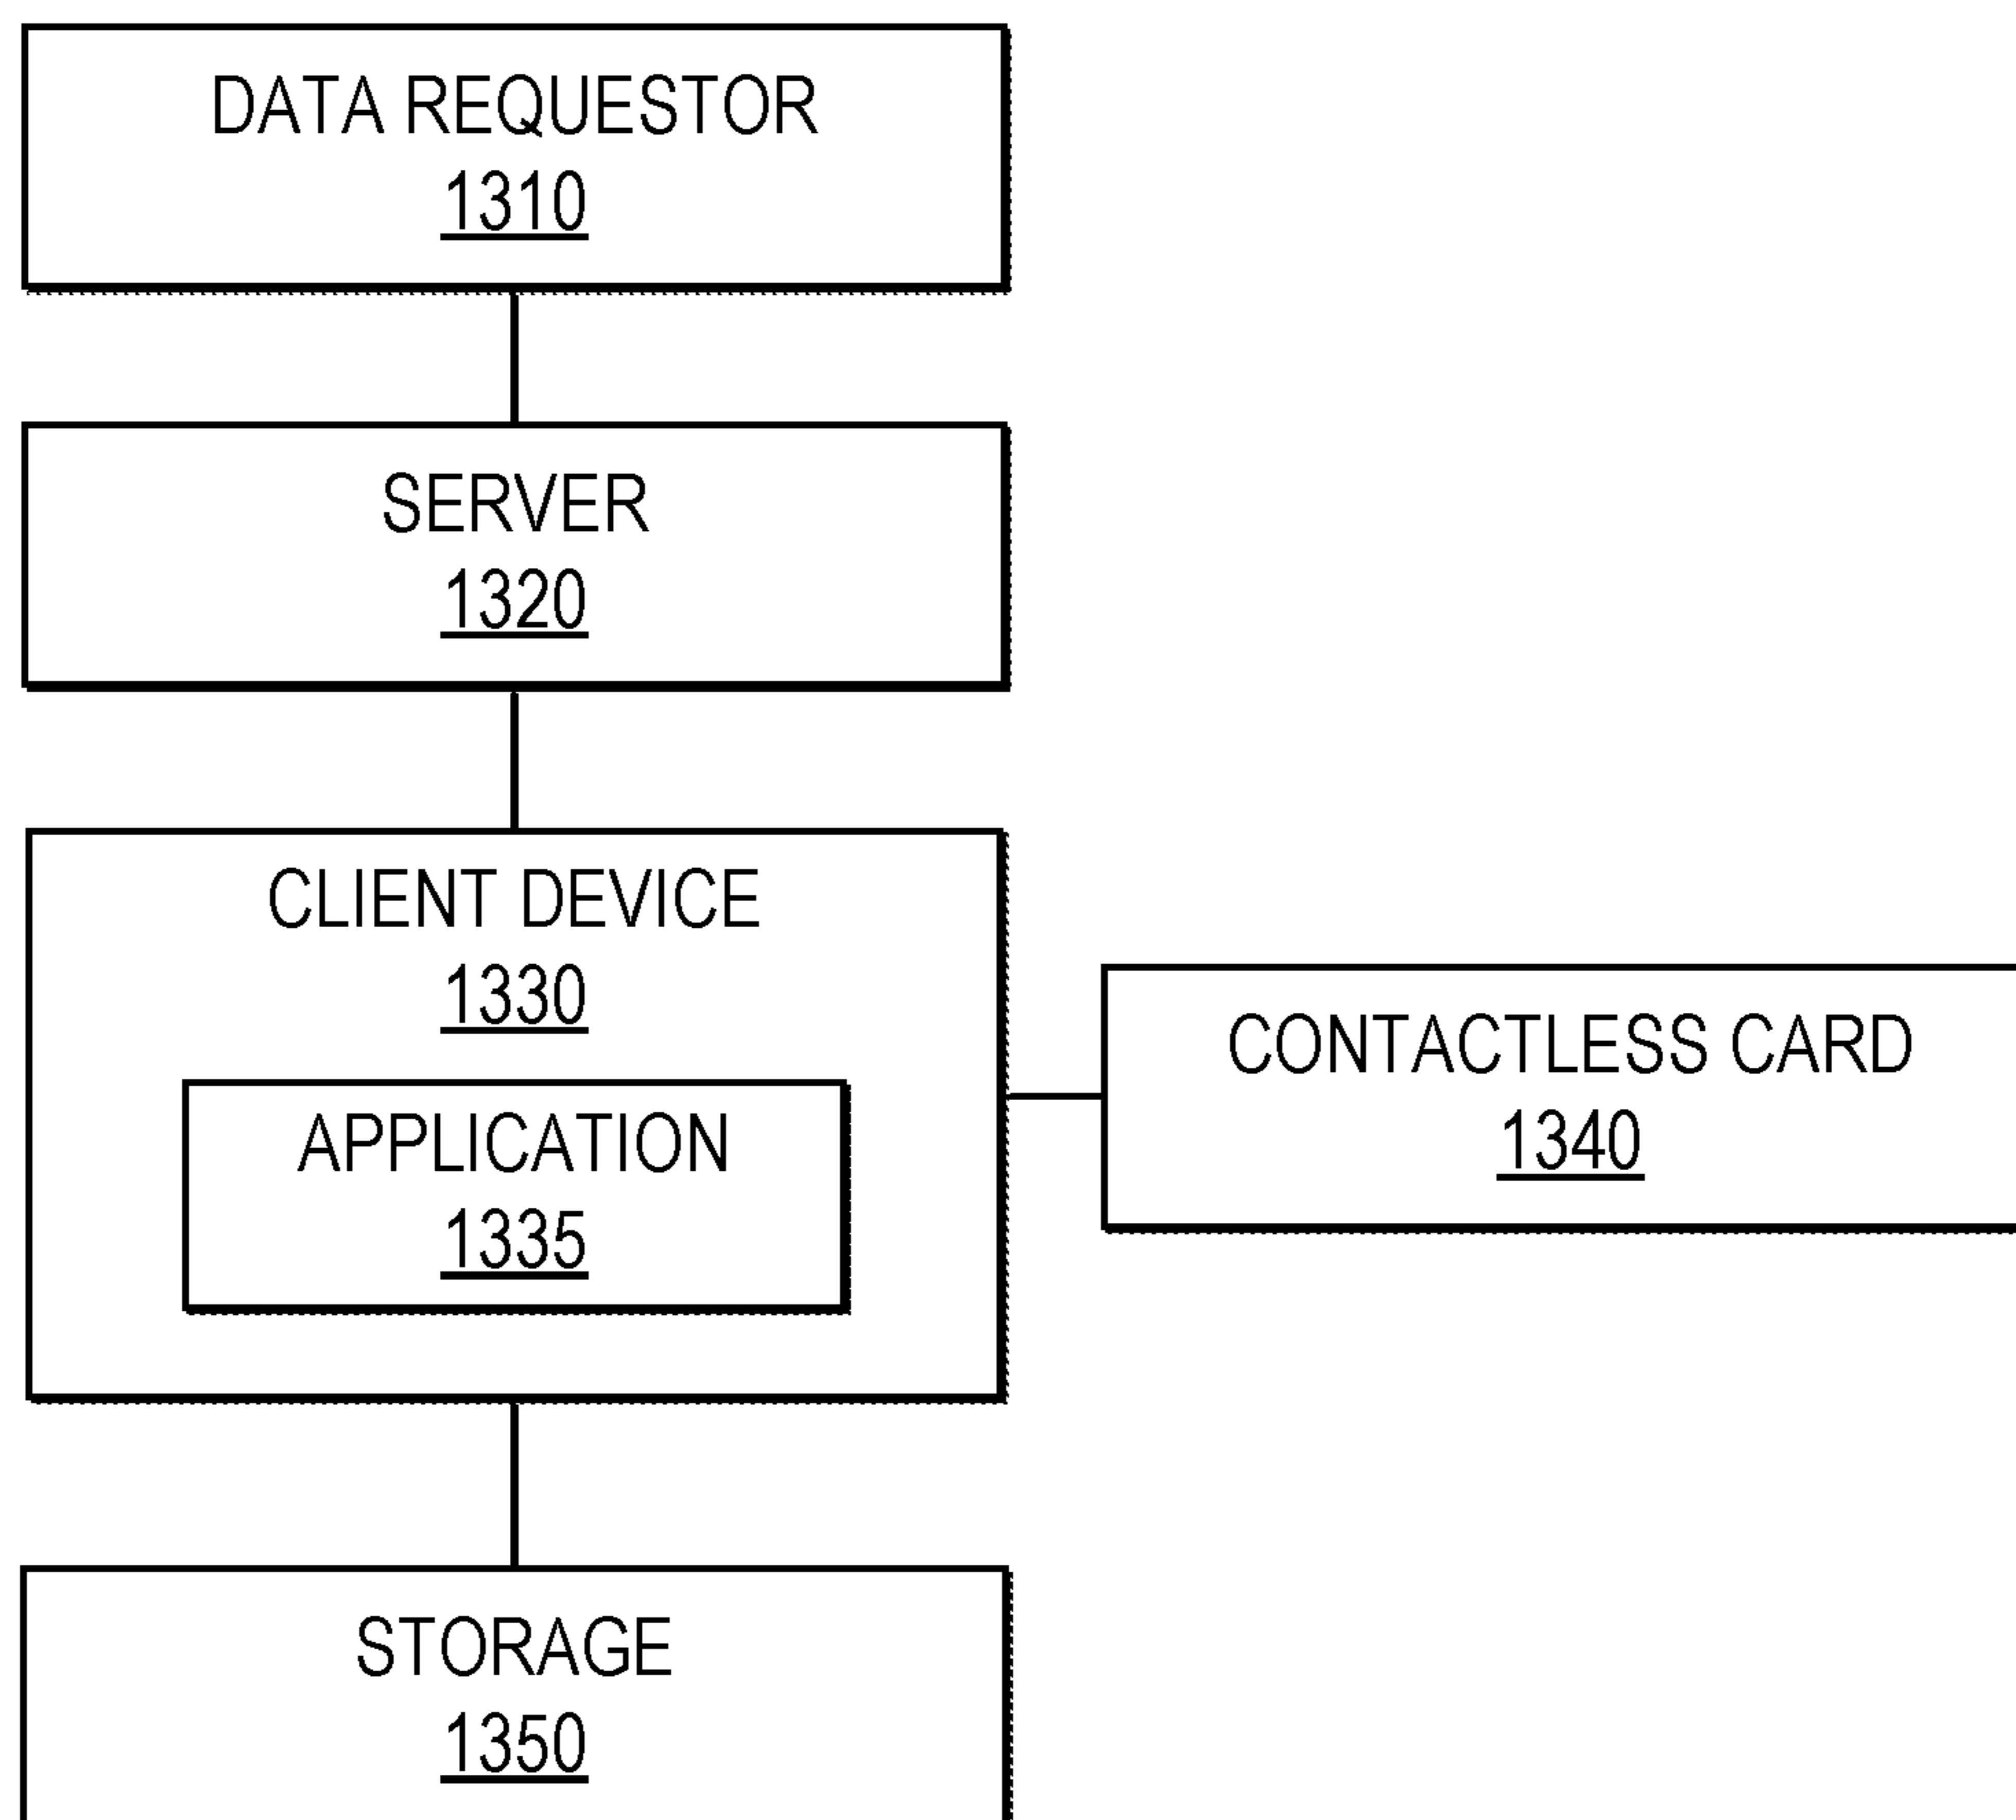 DATA REQUESTOR
1310
SERVER
1320
CLIENT DEVICE
1330
APPLICATION
1335
CONTACTLESS CARD
1340
STORAGE
1350